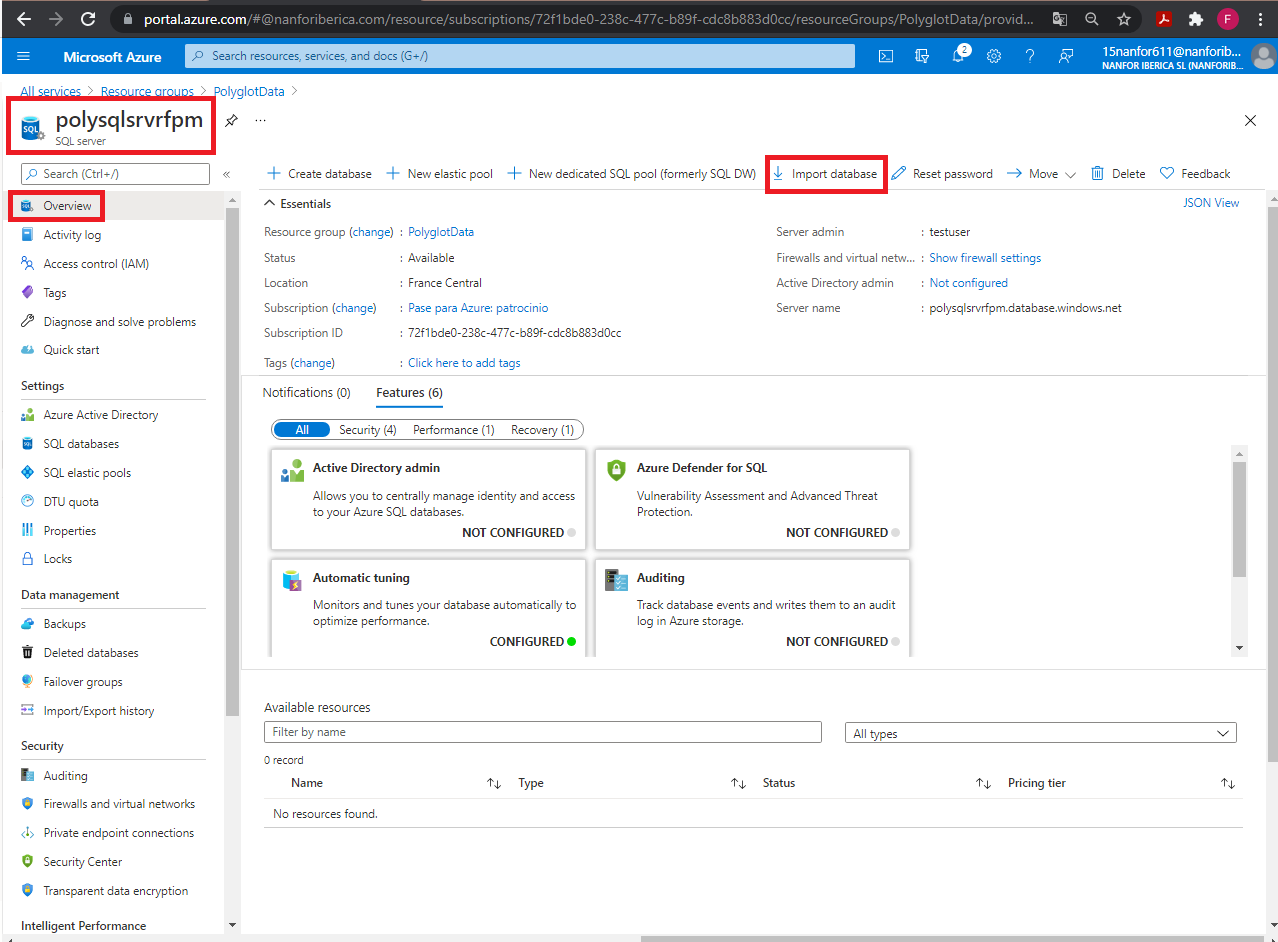 portal.azure.com/#@nanforiberica.com/resource/subscriptions/72f1bde0-238c-477c-b89f-cdc8b883d0cc/resourceGroups/PolyglotData/provid...
F
Microsoft Azure
Search resources, services, and docs (G+/)
2
15nanfor611@nanforib...
NANFOR IBERICA SL (NANFORIB...
All services > Resource groups > PolyglotData >
polysqlsrvrfpm
SQL server
Search (Ctrl+/)
Overview
Activity log
Access control (IAM)
Tags
Diagnose and solve problems
Quick start
Settings
Azure Active Directory
SQL databases
SQL elastic pools
DTU quota
Properties
Locks
Data management
Backups
Deleted databases
Failover groups
Import/Export history
Security
Auditing
Firewalls and virtual networks
Private endpoint connections
Security Center
Transparent data encryption
Intelligent Performance
Create database
New elastic pool
New dedicated SQL pool (formerly SQL DW)
Import database
Reset password
Move
Delete
Feedback
Essentials
JSON View
Resource group (change) : PolyglotData
Status : Available
Location : France Central
Subscription (change) : Pase para Azure: patrocinio
Subscription ID : 72f1bde0-238c-477c-b89f-cdc8b883d0cc
Tags (change) : Click here to add tags
Server admin : testuser
Firewalls and virtual netw... : Show firewall settings
Active Directory admin : Not configured
Server name : polysqlsrvrfpm.database.windows.net
Notifications (0) Features (6)
All Security (4) Performance (1) Recovery (1)
Active Directory admin
Allows you to centrally manage identity and access
to your Azure SQL databases.
NOT CONFIGURED
Azure Defender for SQL
Vulnerability Assessment and Advanced Threat
Protection.
NOT CONFIGURED
Automatic tuning
Monitors and tunes your database automatically to
optimize performance.
CONFIGURED
Auditing
Track database events and writes them to an audit
log in Azure storage.
NOT CONFIGURED
Available resources
Filter by name
All types
0 record
Name Type Status Pricing tier
No resources found.